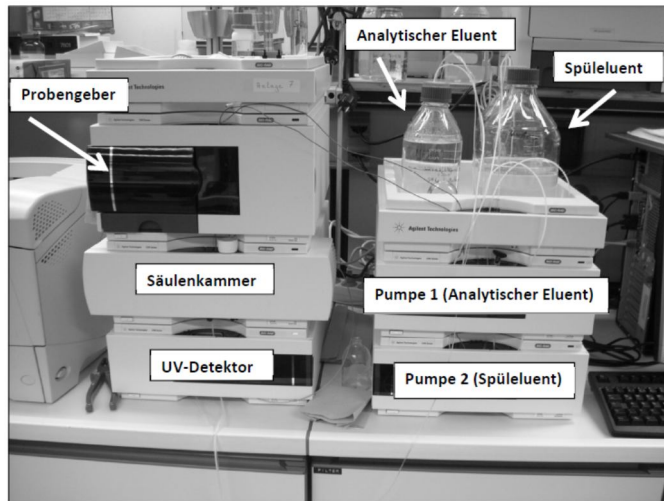 Analytischer Eluent
Spüleluent
Probengeber
Agilent Technologies
Säulenkammer
Pumpe 1 (Analytischer Eluent)
UV-Detektor
Pumpe 2 (Spüleluent)